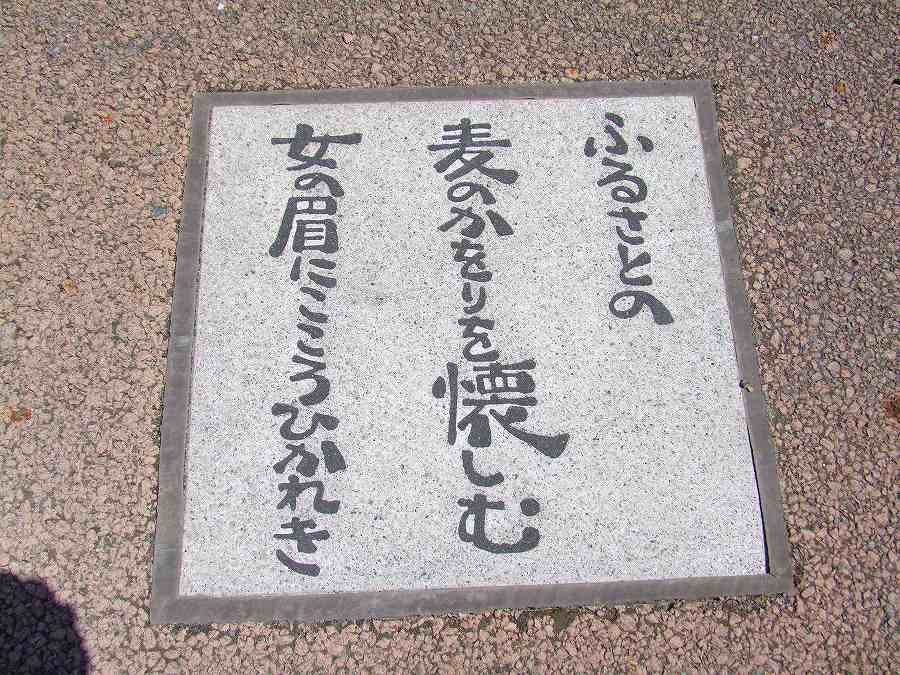 ふるさとの
麦のかをりを懐しむ
女の眉にこころひかれき